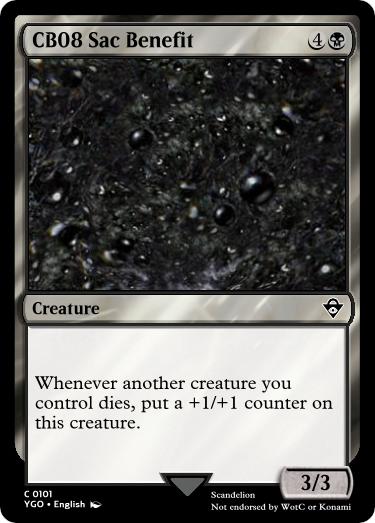 CB08 Sac Benefit 4
Creature
Whenever another creature you
control dies, put a +1/+1 counter on
this creature.
3/3
C 0101
YGO • English
Scandelion
Not endorsed by WotC or Konami